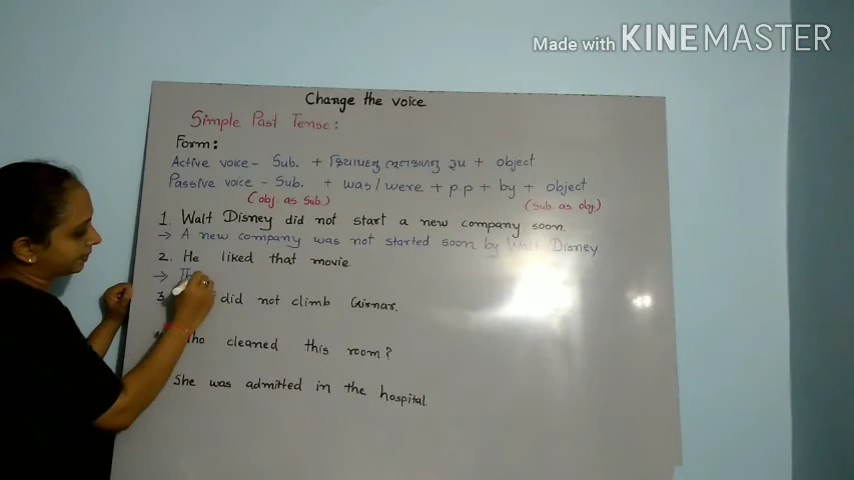 Made with KINEMASTER
Change the voice
Simple Past Tense:
Form:
Active voice - Sub. + ક્રિયાપદનું ભૂતકાળનું રૂપ + object
Passive voice - Sub. + was/were + p.p + by + object
(obj. as Sub.) (Sub. as obj)
1. Walt Disney did not start a new company soon.
→ A new company was not started soon by Walt Disney
2. He liked that movie
→ Th
3. did not climb Girnar.
cleaned this room?
She was admitted in the hospital.